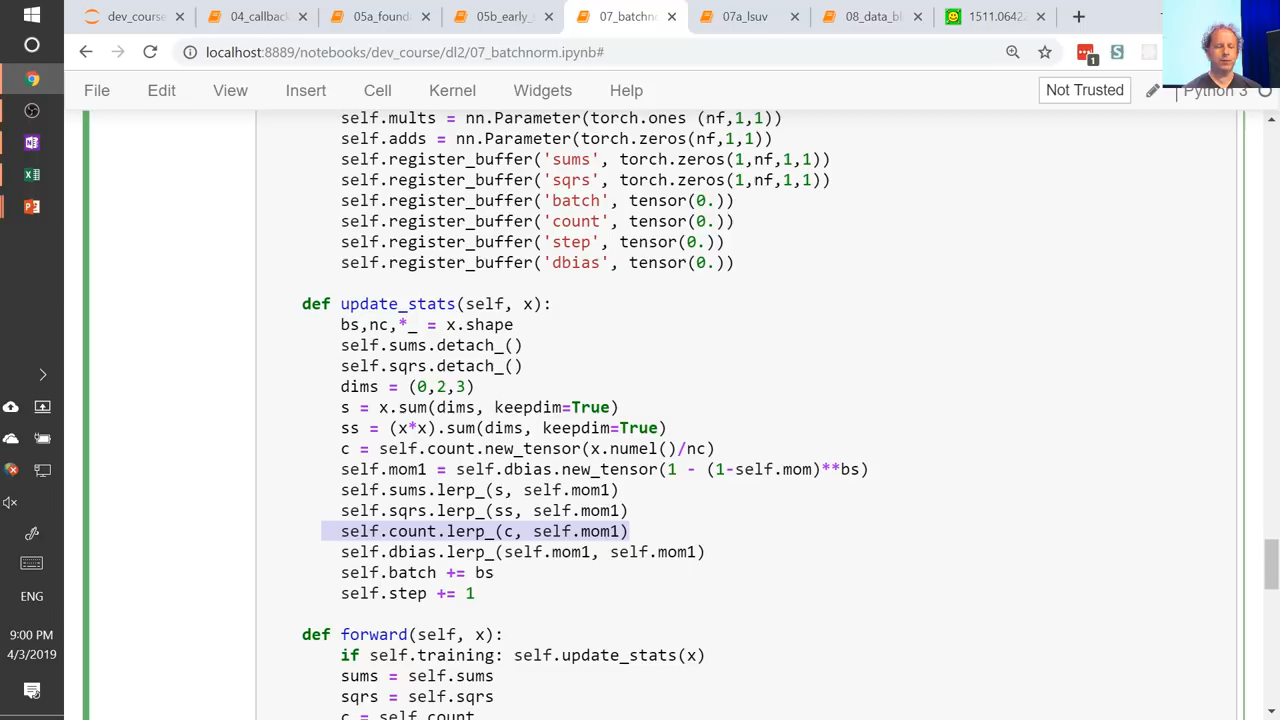 dev_course
04_callbac
05a_found
05b_early_s
07_batchno
07a_lsuv
08_data_bl
1511.0642
localhost:8889/notebooks/dev_course/dl2/07_batchnorm.ipynb#
File Edit View Insert Cell Kernel Widgets Help
Not Trusted
Python 3
self.mults = nn.Parameter(torch.ones (nf,1,1))
self.adds = nn.Parameter(torch.zeros(nf,1,1))
self.register_buffer('sums', torch.zeros(1,nf,1,1))
self.register_buffer('sqrs', torch.zeros(1,nf,1,1))
self.register_buffer('batch', tensor(0.))
self.register_buffer('count', tensor(0.))
self.register_buffer('step', tensor(0.))
self.register_buffer('dbias', tensor(0.))
def update_stats(self, x):
bs,nc,*_ = x.shape
self.sums.detach_()
self.sqrs.detach_()
dims = (0,2,3)
s = x.sum(dims, keepdim=True)
ss = (x*x).sum(dims, keepdim=True)
c = self.count.new_tensor(x.numel()/nc)
self.mom1 = self.dbias.new_tensor(1 - (1-self.mom)**bs)
self.sums.lerp_(s, self.mom1)
self.sqrs.lerp_(ss, self.mom1)
self.count.lerp_(c, self.mom1)
self.dbias.lerp_(self.mom1, self.mom1)
self.batch += bs
self.step += 1
def forward(self, x):
if self.training: self.update_stats(x)
sums = self.sums
sqrs = self.sqrs
c = self.count
ENG
9:00 PM
4/3/2019